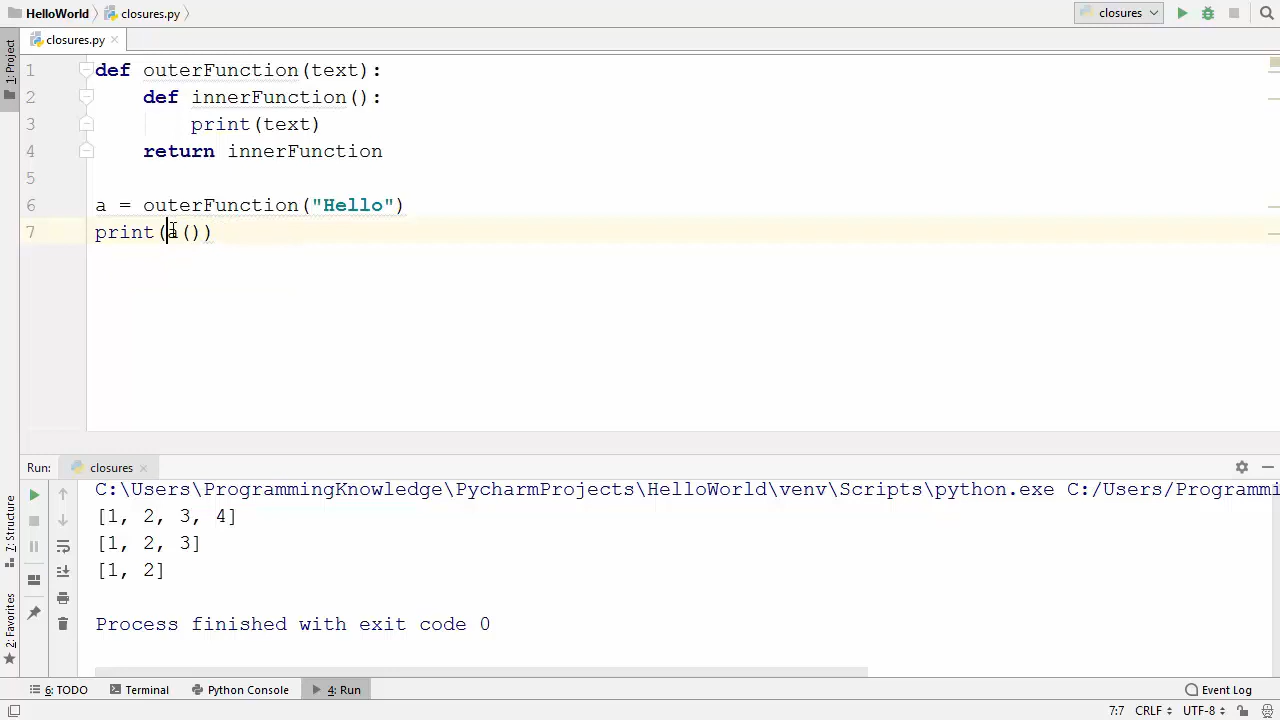 HelloWorld closures.py closures
closures.py
1: Project
1 def outerFunction(text):
2 def innerFunction():
3 print(text)
4 return innerFunction
5
6 a = outerFunction("Hello")
7 print(a())
Run: closures
C:\Users\ProgrammingKnowledge\PycharmProjects\HelloWorld\venv\Scripts\python.exe C:/Users/Programmi
[1, 2, 3, 4]
[1, 2, 3]
[1, 2]
Process finished with exit code 0
7: Structure
2: Favorites
6: TODO Terminal Python Console 4: Run Event Log
7:7 CRLF UTF-8